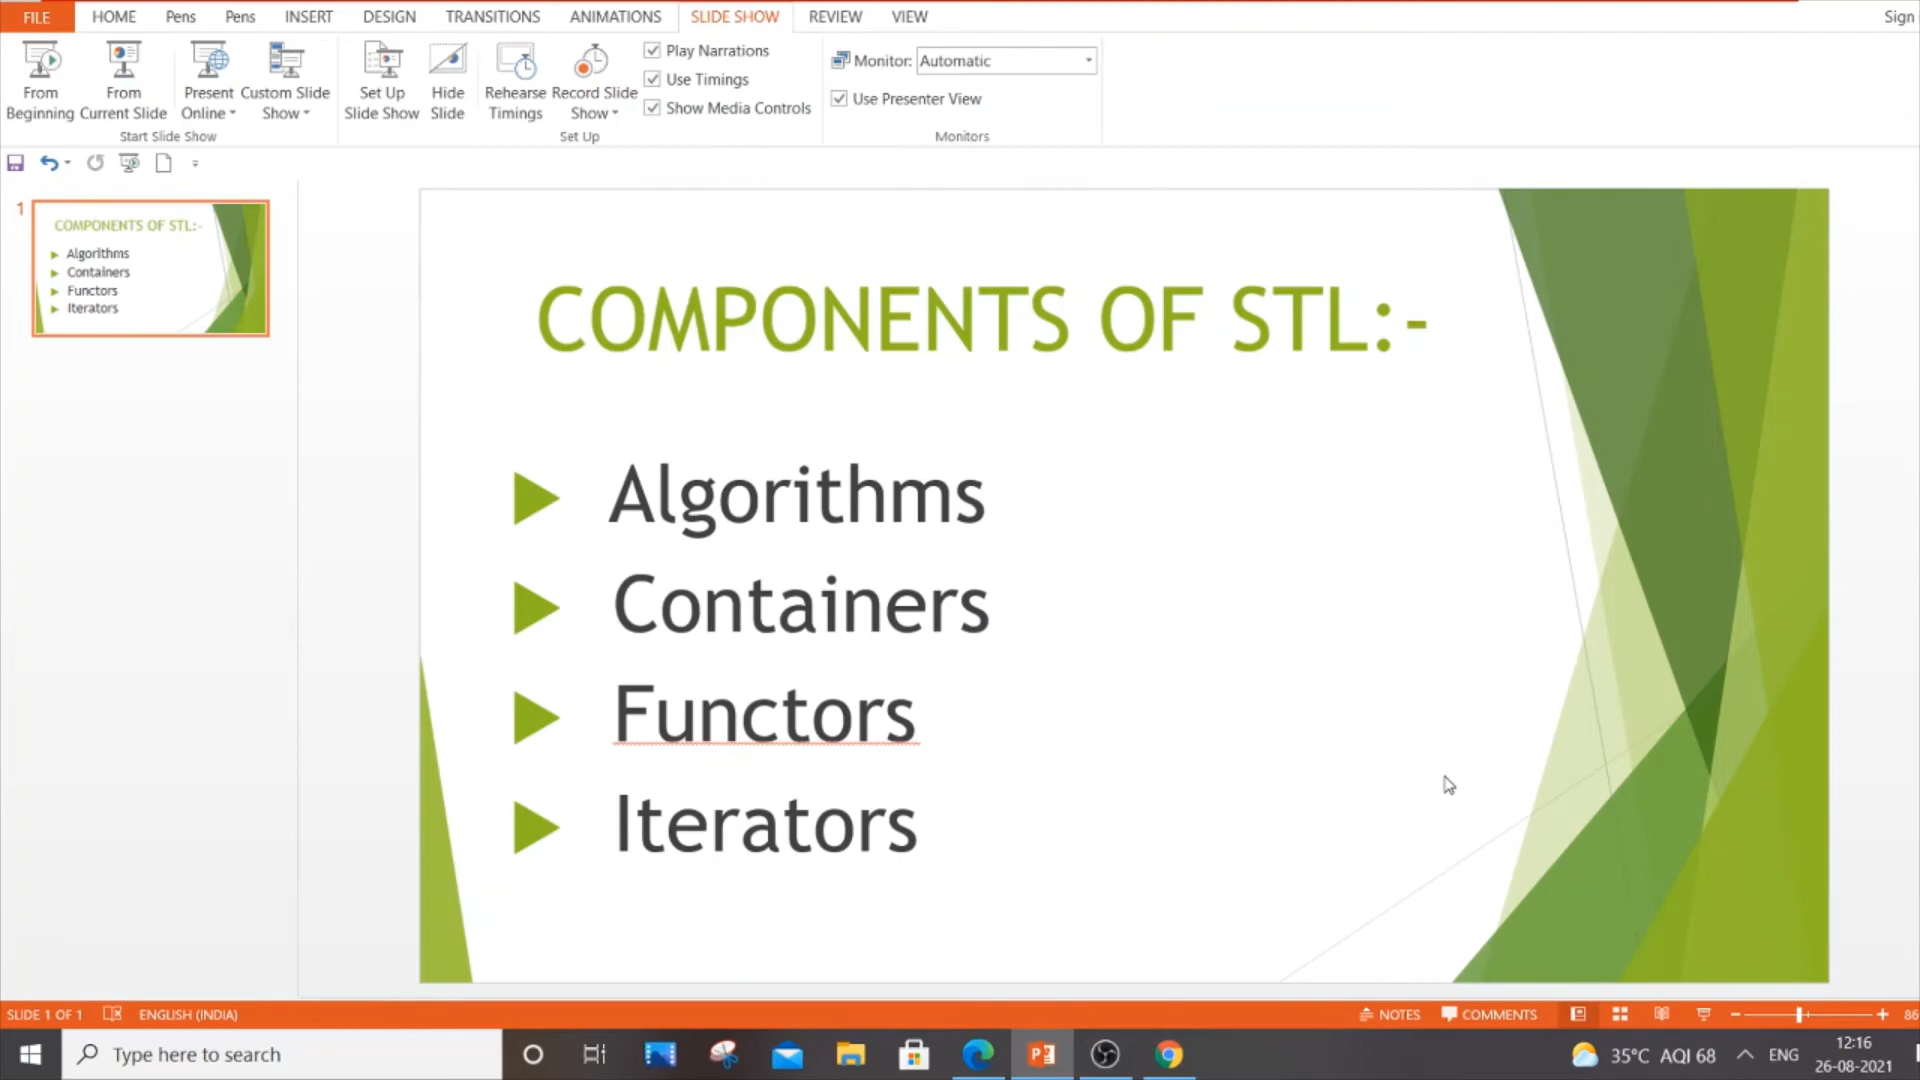 FILE HOME Pens Pens INSERT DESIGN TRANSITIONS ANIMATIONS SLIDE SHOW REVIEW VIEW Sign
From Beginning
From Current Slide
Present Online
Custom Slide Show
Start Slide Show
Set Up Slide Show
Hide Slide
Rehearse Timings
Record Slide Show
Play Narrations
Use Timings
Show Media Controls
Set Up
Monitor: Automatic
Use Presenter View
Monitors
1
COMPONENTS OF STL:-
Algorithms
Containers
Functors
Iterators
COMPONENTS OF STL:-
Algorithms
Containers
Functors
Iterators
SLIDE 1 OF 1 ENGLISH (INDIA) NOTES COMMENTS 86
Type here to search 35°C AQI 68 ENG
12:16
26-08-2021